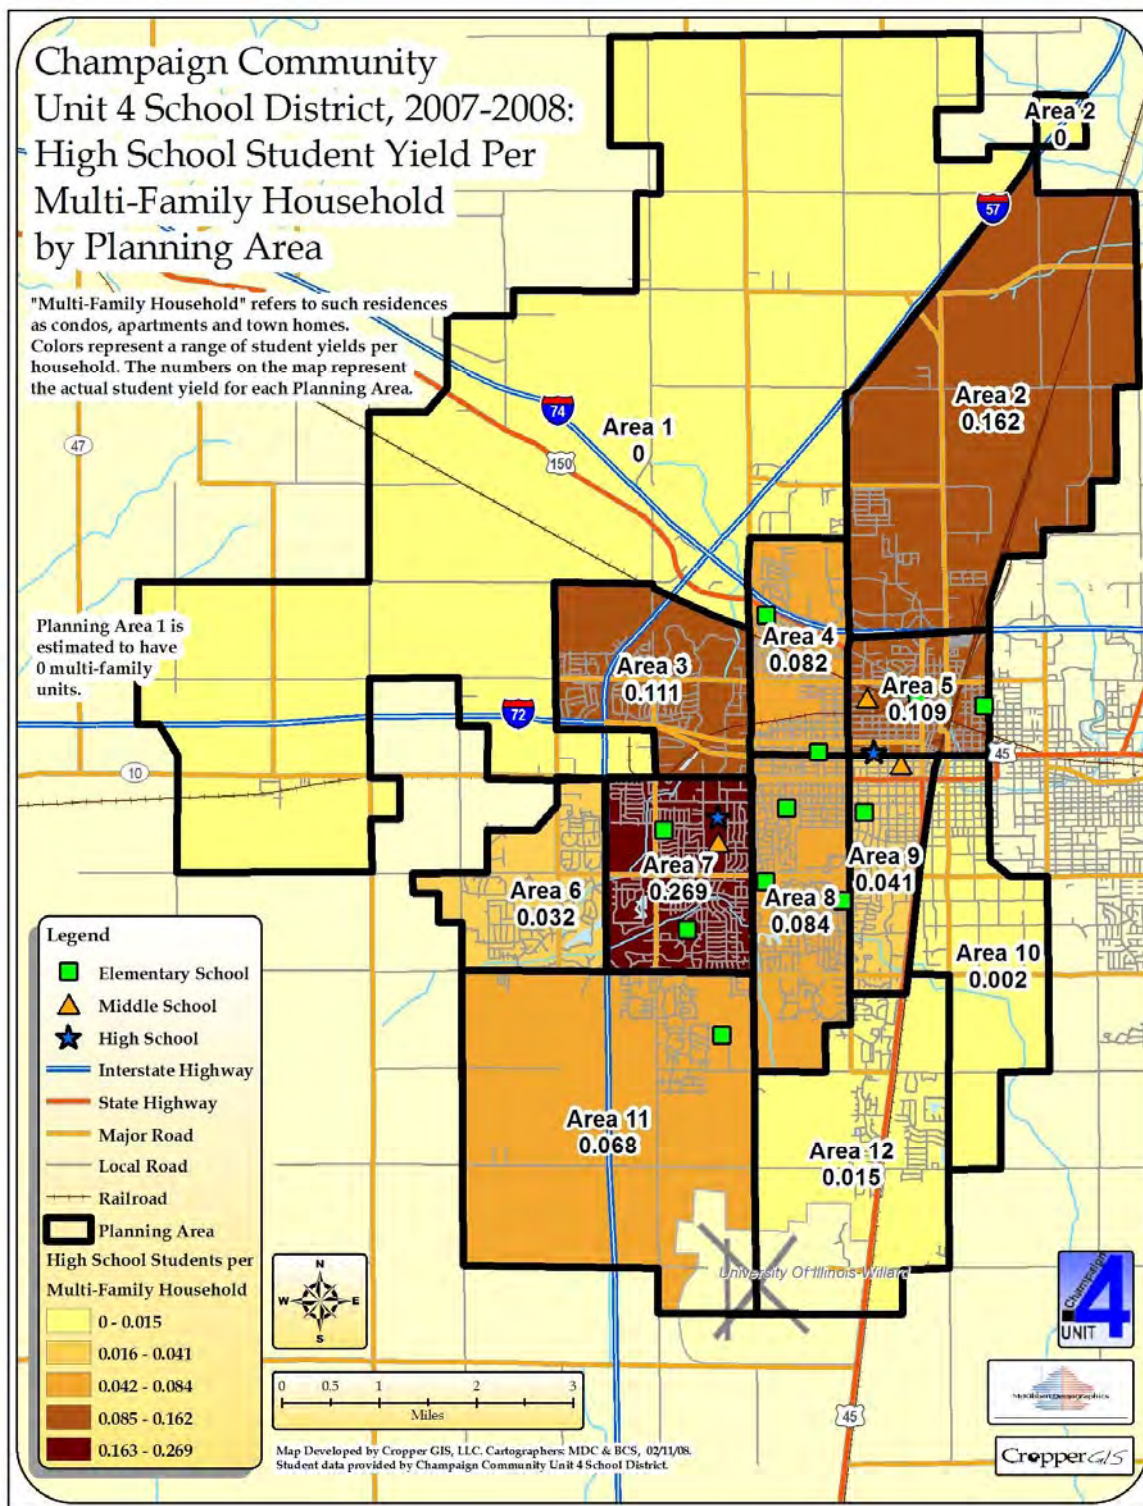 Champaign Community
Unit 4 School District, 2007-2008:
High School Student Yield Per
Multi-Family Household
by Planning Area
"Multi-Family Household" refers to such residences
as condos, apartments and town homes.
Colors represent a range of student yields per
household. The numbers on the map represent
the actual student yield for each Planning Area.
Area 2
0
57
Area 2
0.162
74
Area 1
0
150
47
Planning Area 1 is
estimated to have
0 multi-family
units.
Area 3
0.111
Area 4
0.082
Area 5
0.109
72
10
45
Area 6
0.032
Area 7
0.269
Area 8
0.084
Area 9
0.041
Area 10
0.002
Area 11
0.068
Area 12
0.015
University Of Illinois-Willard
45
Legend
Elementary School
Middle School
High School
Interstate Highway
State Highway
Major Road
Local Road
Railroad
Planning Area
High School Students per
Multi-Family Household
0 - 0.015
0.016 - 0.041
0.042 - 0.084
0.085 - 0.162
0.163 - 0.269
N
W E
S
0 0.5 1 2 3
Miles
Map Developed by Cropper GIS, LLC. Cartographers: MDC & BCS, 02/11/08.
Student data provided by Champaign Community Unit 4 School District.
Champaign
4
UNIT
McKibben Demographics
Cropper GIS